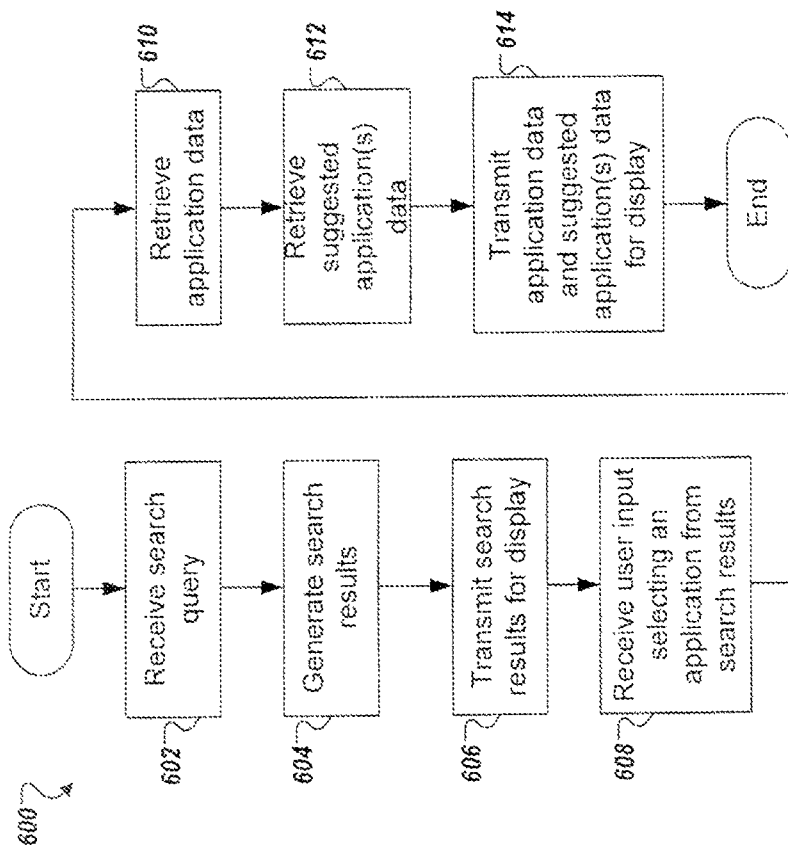 600
Start
Receive search
query
602
Generate search
results
604
Transmit search
results for display
606
Receive user input
selecting an
application from
search results
608
Retrieve
application data
610
Retrieve
suggested
application(s)
data
612
Transmit
application data
and suggested
application(s) data
for display
614
End